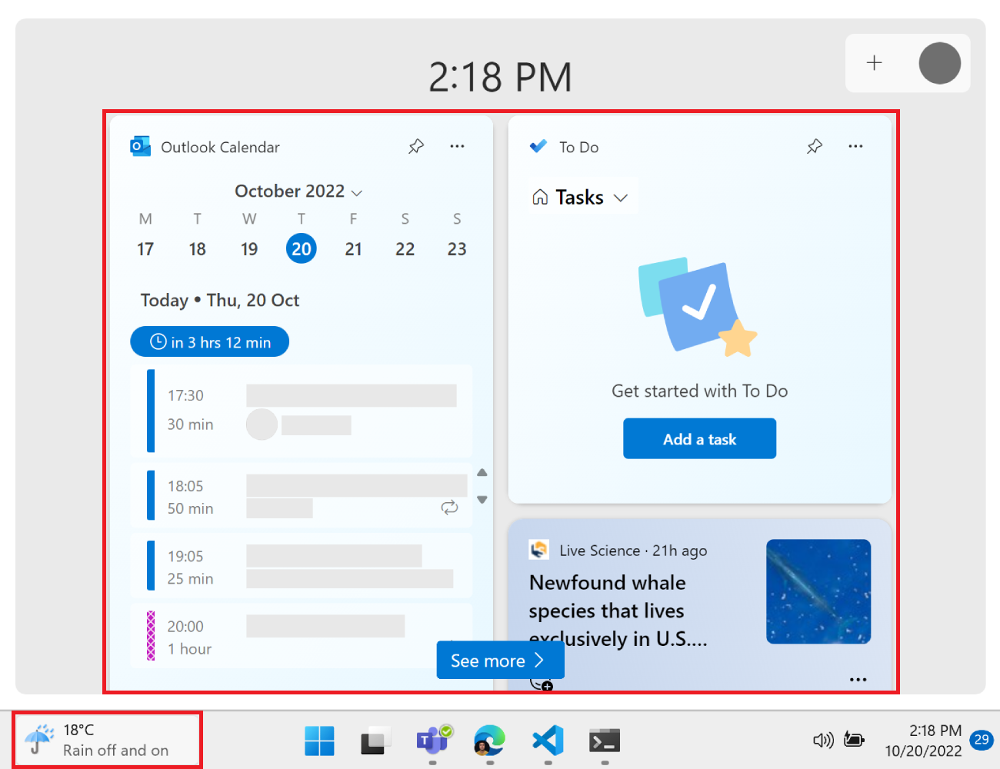 2:18 PM
Outlook Calendar
October 2022
M T W T F S S
17 18 19 20 21 22 23
Today • Thu, 20 Oct
in 3 hrs 12 min
17:30
30 min
18:05
50 min
19:05
25 min
20:00
1 hour
To Do
Tasks
Get started with To Do
Add a task
Live Science · 21h ago
Newfound whale
species that lives
exclusively in U.S....
See more
18°C
Rain off and on
2:18 PM
10/20/2022
29